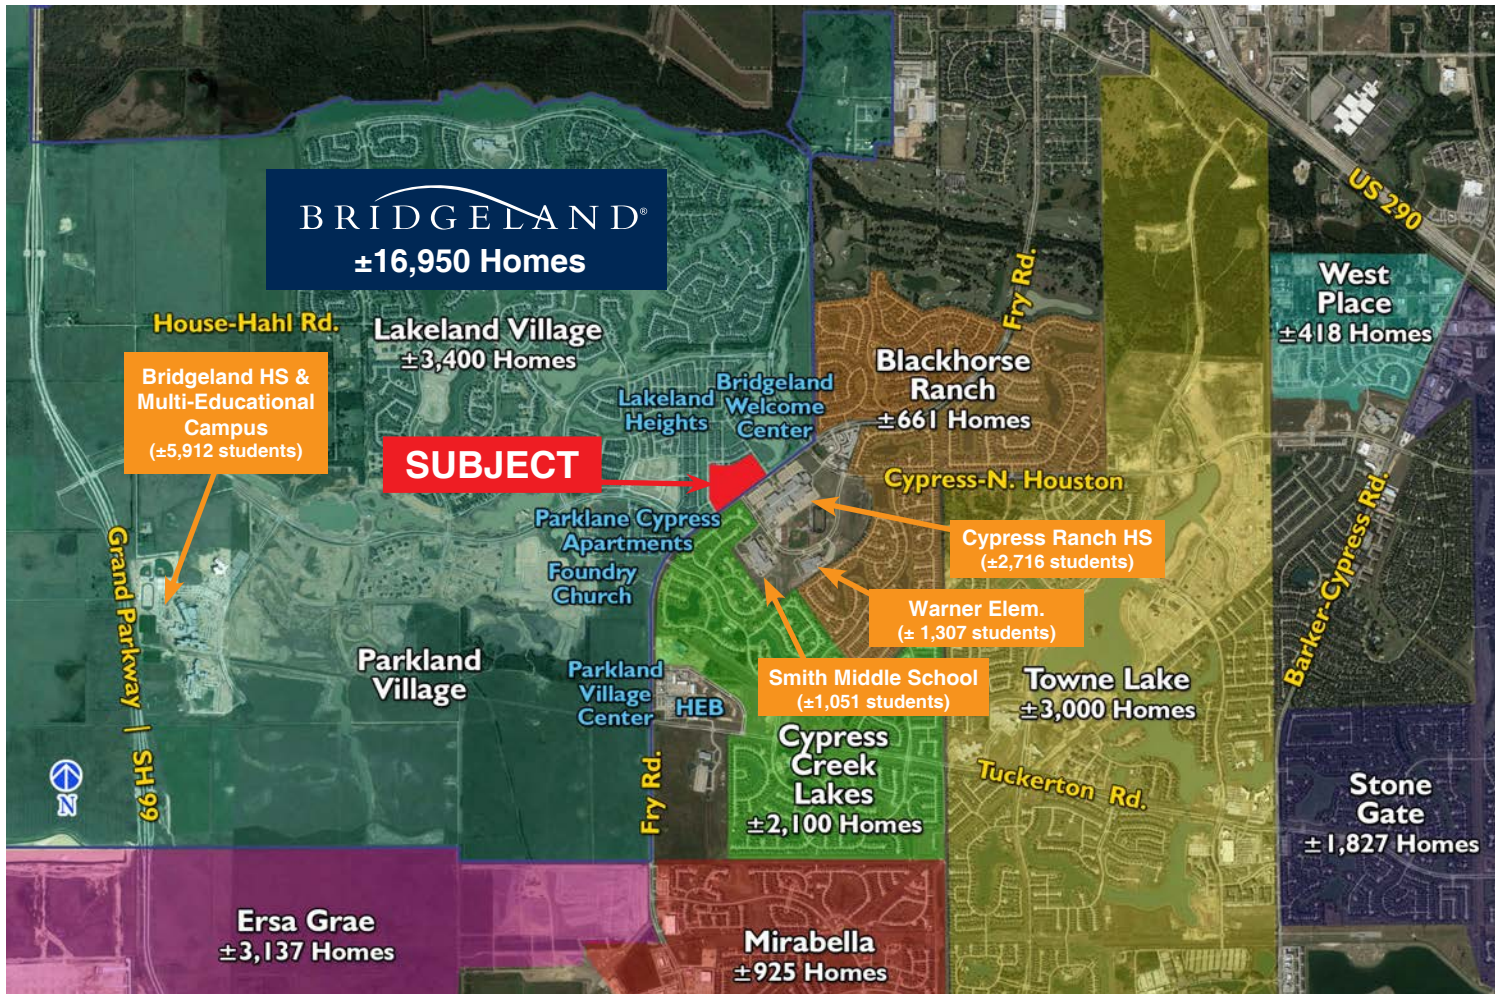 BRIDGELAND®
±16,950 Homes
US 290
Fry Rd.
West
Place
±418 Homes
House-Hahl Rd.
Lakeland Village
±3,400 Homes
Blackhorse
Ranch
±661 Homes
Bridgeland HS &
Multi-Educational
Campus
(±5,912 students)
Lakeland
Heights
Bridgeland
Welcome
Center
SUBJECT
Cypress-N. Houston
Barker-Cypress Rd.
Parklane Cypress
Apartments
Foundry
Church
Cypress Ranch HS
(±2,716 students)
Grand Parkway | SH 99
Warner Elem.
(± 1,307 students)
Parkland
Village
Parkland
Village
Center
HEB
Smith Middle School
(±1,051 students)
Towne Lake
±3,000 Homes
Cypress
Creek
Lakes
±2,100 Homes
Tuckerton Rd.
Fry Rd.
Stone
Gate
±1,827 Homes
N
Ersa Grae
±3,137 Homes
Mirabella
±925 Homes